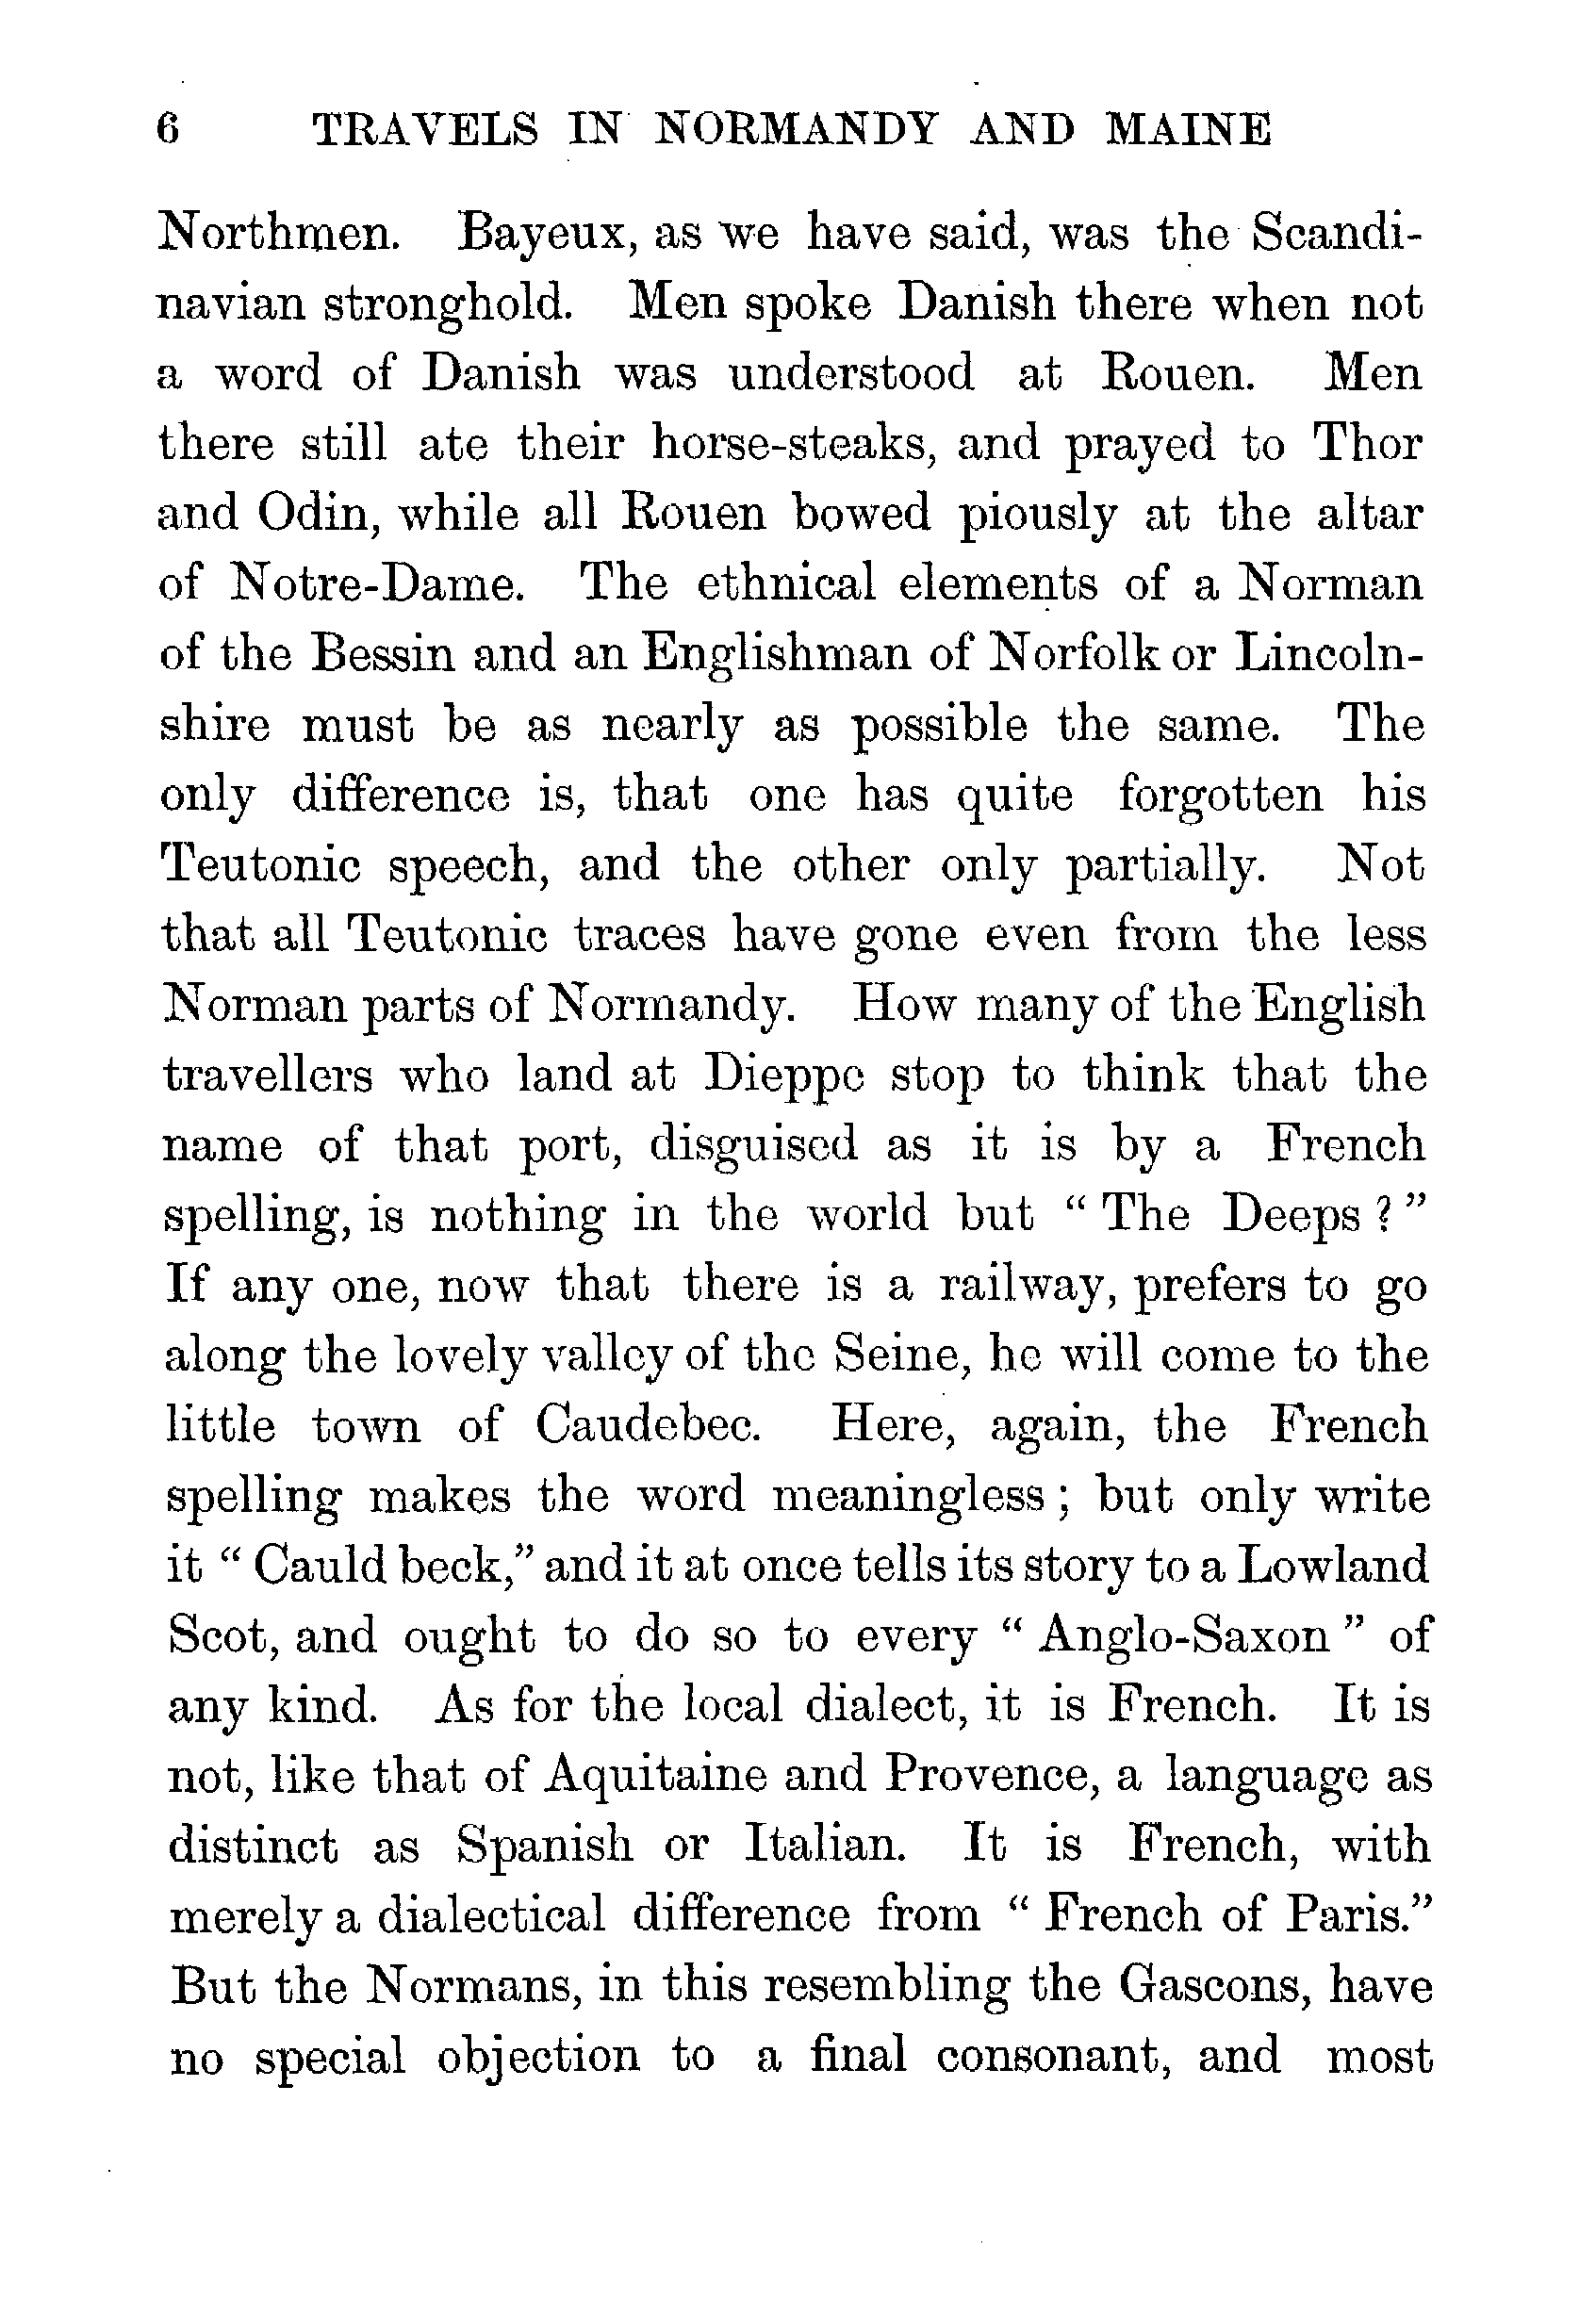 6 TRAVELS IN NORMANDY AND MAINE
Northmen. Bayeux, as we have said, was the Scandi-
navian stronghold. Men spoke Danish there when not
a word of Danish was understood at Rouen. Men
there still ate their horse-steaks, and prayed to Thor
and Odin, while all Rouen bowed piously at the altar
of Notre-Dame. The ethnical elements of a Norman
of the Bessin and an Englishman of Norfolk or Lincoln-
shire must be as nearly as possible the same. The
only difference is, that one has quite forgotten his
Teutonic speech, and the other only partially. Not
that all Teutonic traces have gone even from the less
Norman parts of Normandy. How many of the English
travellers who land at Dieppe stop to think that the
name of that port, disguised as it is by a French
spelling, is nothing in the world but “ The Deeps ? ”
If any one, now that there is a railway, prefers to go
along the lovely valley of the Seine, he will come to the
little town of Caudebec. Here, again, the French
spelling makes the word meaningless ; but only write
it “ Cauld beck,” and it at once tells its story to a Lowland
Scot, and ought to do so to every “ Anglo-Saxon ” of
any kind. As for the local dialect, it is French. It is
not, like that of Aquitaine and Provence, a language as
distinct as Spanish or Italian. It is French, with
merely a dialectical difference from “ French of Paris.”
But the Normans, in this resembling the Gascons, have
no special objection to a final consonant, and most